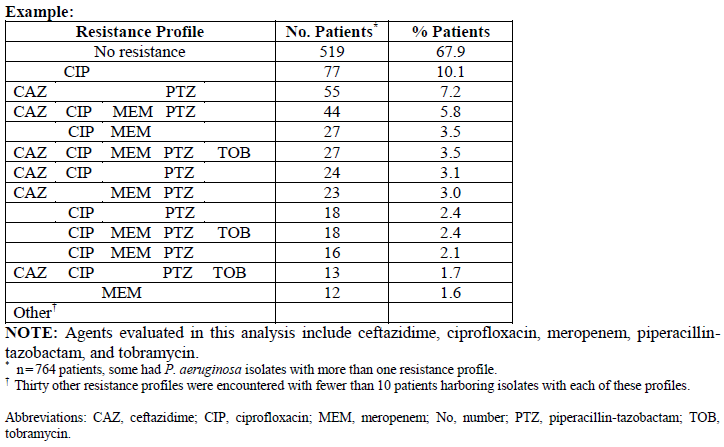 Example:
Resistance Profile No. Patients* % Patients
No resistance 519 67.9
CIP 77 10.1
CAZ PTZ 55 7.2
CAZ CIP MEM PTZ 44 5.8
CIP MEM 27 3.5
CAZ CIP MEM PTZ TOB 27 3.5
CAZ CIP PTZ 24 3.1
CAZ MEM PTZ 23 3.0
CIP PTZ 18 2.4
CIP MEM PTZ TOB 18 2.4
CIP MEM PTZ 16 2.1
CAZ CIP PTZ TOB 13 1.7
MEM 12 1.6
Other†
NOTE: Agents evaluated in this analysis include ceftazidime, ciprofloxacin, meropenem, piperacillin-
tazobactam, and tobramycin.
* n=764 patients, some had P. aeruginosa isolates with more than one resistance profile.
† Thirty other resistance profiles were encountered with fewer than 10 patients harboring isolates with each of these profiles.
Abbreviations: CAZ, ceftazidime; CIP, ciprofloxacin; MEM, meropenem; No, number; PTZ, piperacillin-tazobactam; TOB,
tobramycin.